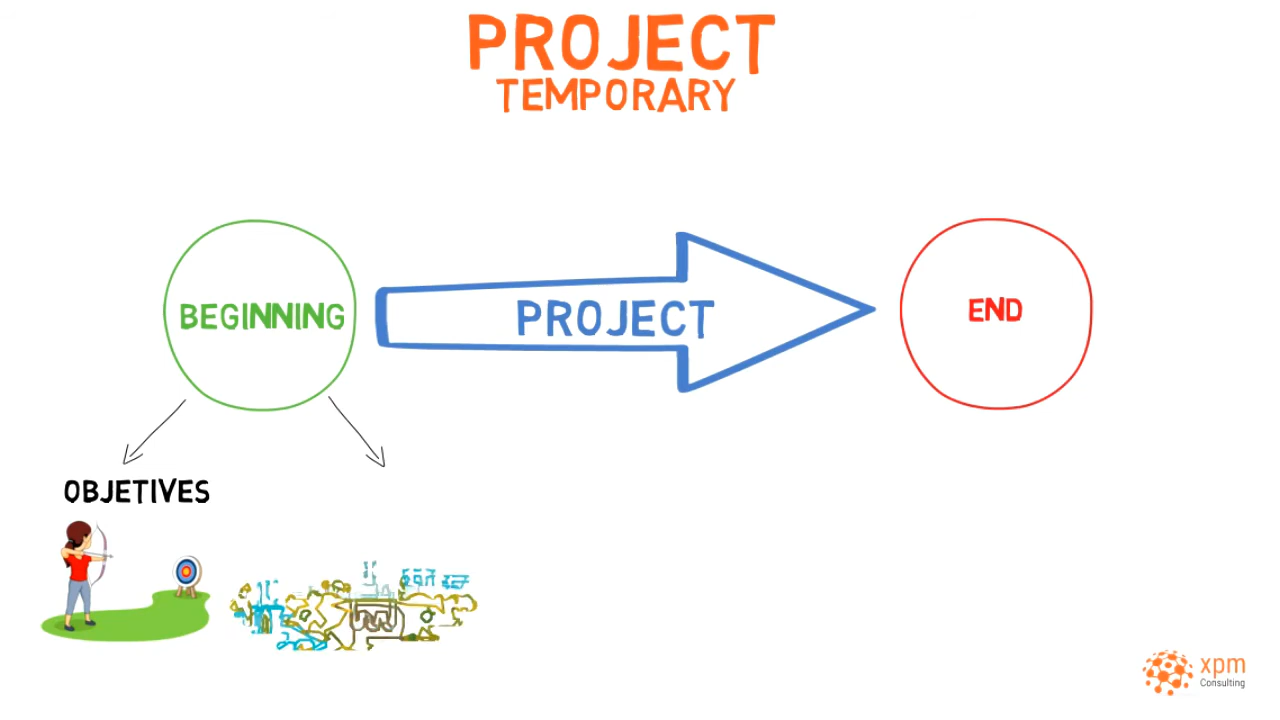 PROJECT
TEMPORARY
BEGINNING
PROJECT
END
OBJETIVES
xpm
Consulting